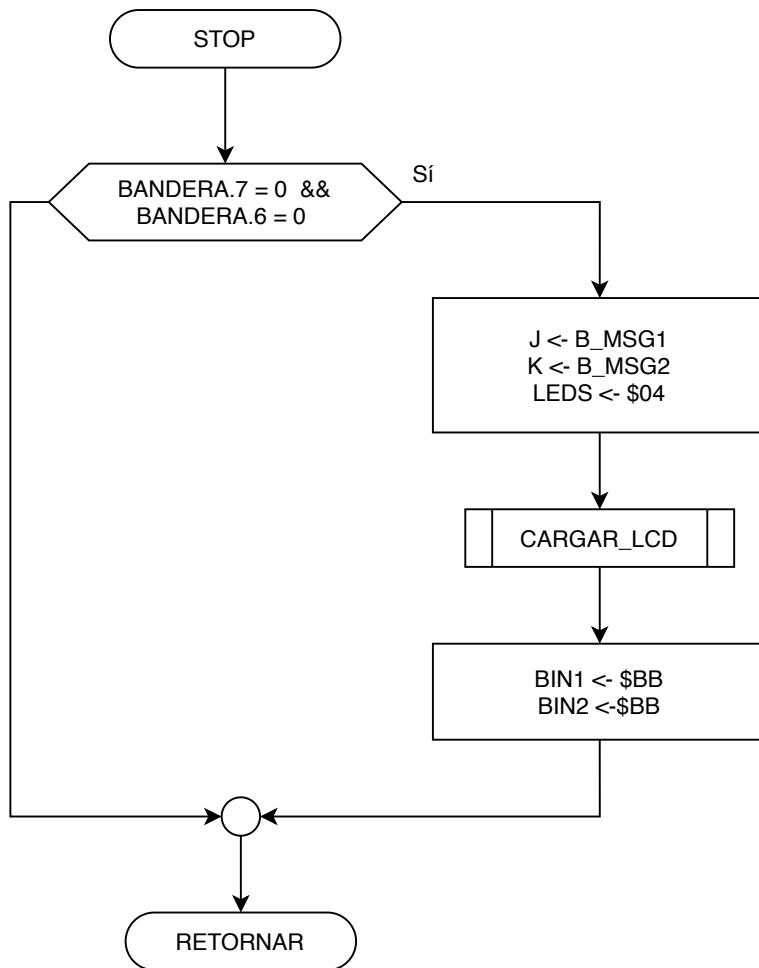 STOP
BANDERA.7 = 0 &&
BANDERA.6 = 0
Sí
J <- B_MSG1
K <- B_MSG2
LEDS <- $04
CARGAR_LCD
BIN1 <- $BB
BIN2 <-$BB
RETORNAR